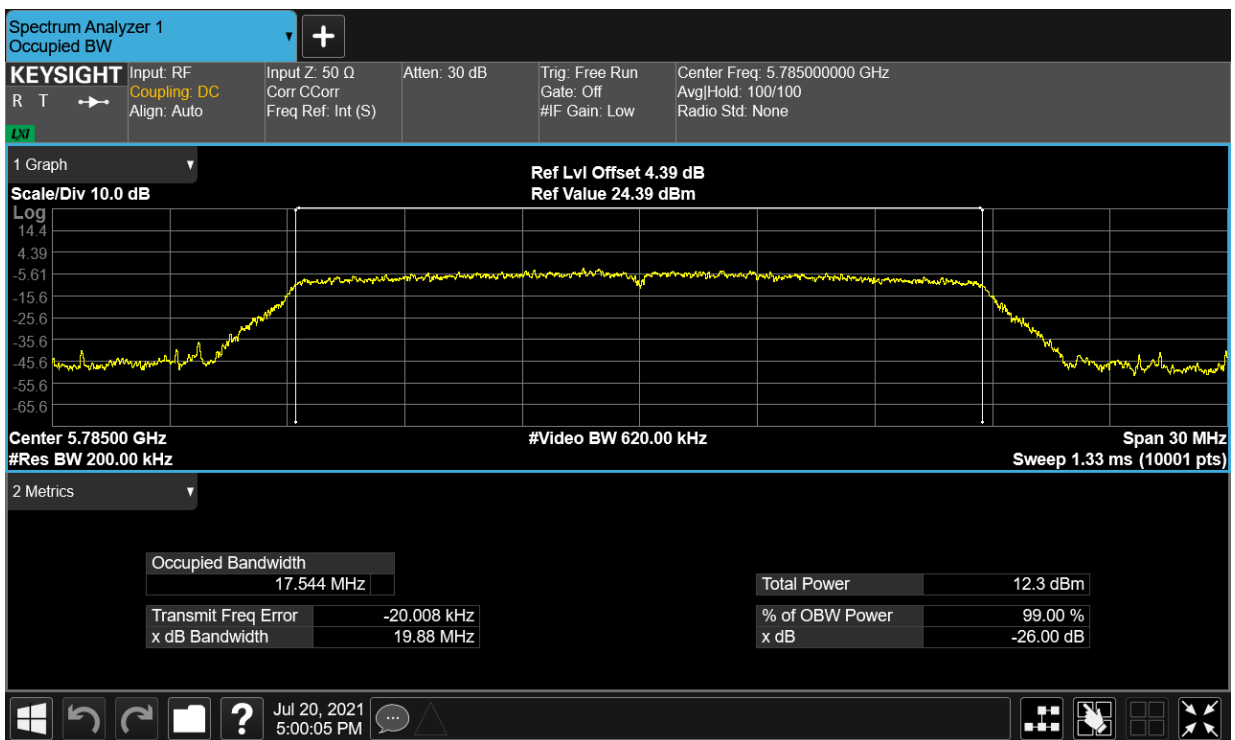 Spectrum Analyzer 1
Occupied BW
KEYSIGHT
R T
LXI
Input: RF
Coupling: DC
Align: Auto
Input Z: 50 Ω
Corr CCorr
Freq Ref: Int (S)
Atten: 30 dB
Trig: Free Run
Gate: Off
#IF Gain: Low
Center Freq: 5.785000000 GHz
Avg|Hold: 100/100
Radio Std: None
1 Graph
Scale/Div 10.0 dB
Ref Lvl Offset 4.39 dB
Ref Value 24.39 dBm
Log
14.4
4.39
-5.61
-15.6
-25.6
-35.6
-45.6
-55.6
-65.6
Center 5.78500 GHz
#Video BW 620.00 kHz
Span 30 MHz
#Res BW 200.00 kHz
Sweep 1.33 ms (10001 pts)
2 Metrics
Occupied Bandwidth
17.544 MHz
Total Power 12.3 dBm
Transmit Freq Error -20.008 kHz
% of OBW Power 99.00 %
x dB Bandwidth 19.88 MHz
x dB -26.00 dB
?
Jul 20, 2021
5:00:05 PM